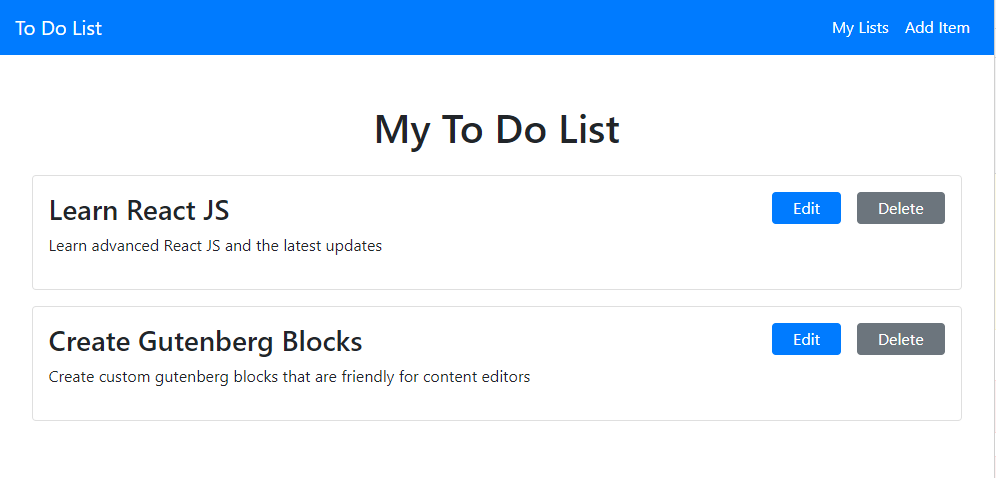 To Do List
My Lists
Add Item
My To Do List
Learn React JS
Edit
Delete
Learn advanced React JS and the latest updates
Create Gutenberg Blocks
Edit
Delete
Create custom gutenberg blocks that are friendly for content editors